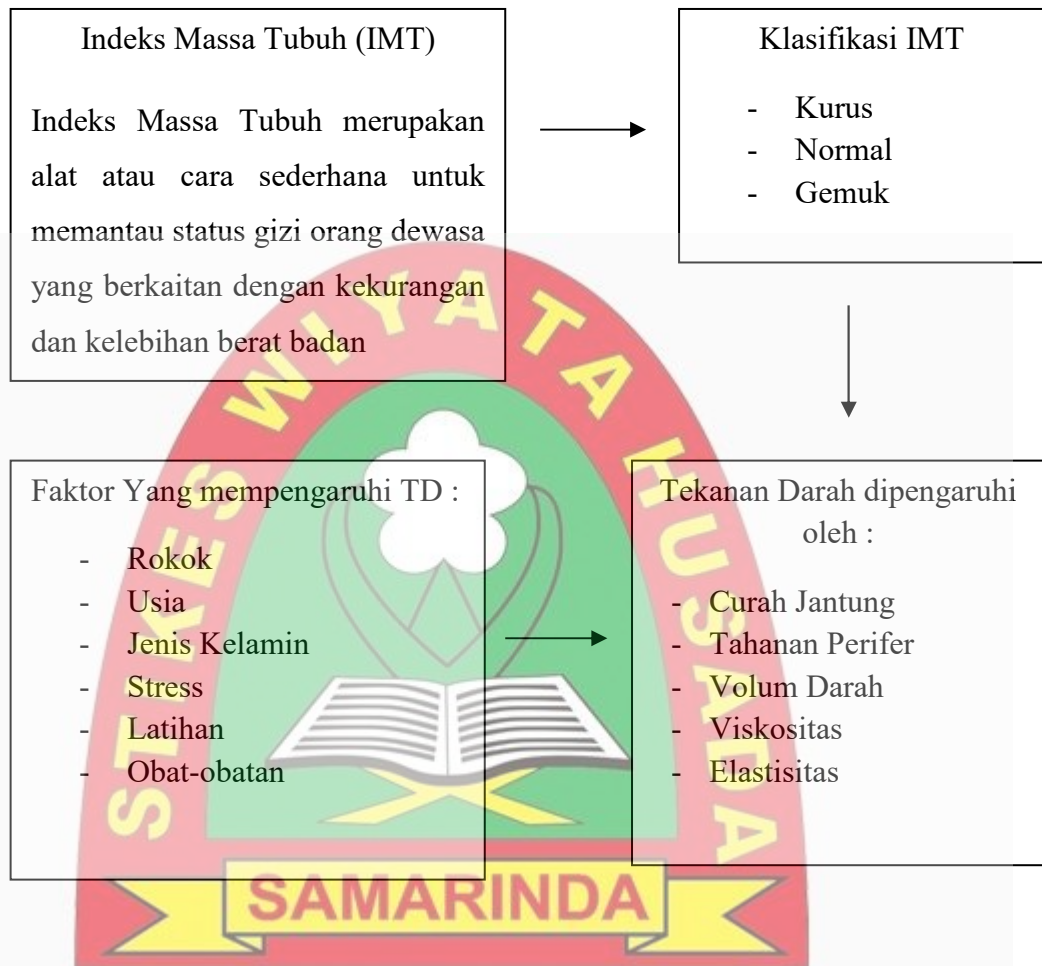 Indeks Massa Tubuh (IMT)
Indeks Massa Tubuh merupakan
alat atau cara sederhana untuk
memantau status gizi orang dewasa
yang berkaitan dengan kekurangan
dan kelebihan berat badan
Klasifikasi IMT
- Kurus
- Normal
- Gemuk
Faktor Yang mempengaruhi TD :
- Rokok
- Usia
- Jenis Kelamin
- Stress
- Latihan
- Obat-obatan
Tekanan Darah dipengaruhi
oleh :
- Curah Jantung
- Tahanan Perifer
- Volum Darah
- Viskositas
- Elastisitas
STIKES WIYATA HUSADA
SAMARINDA